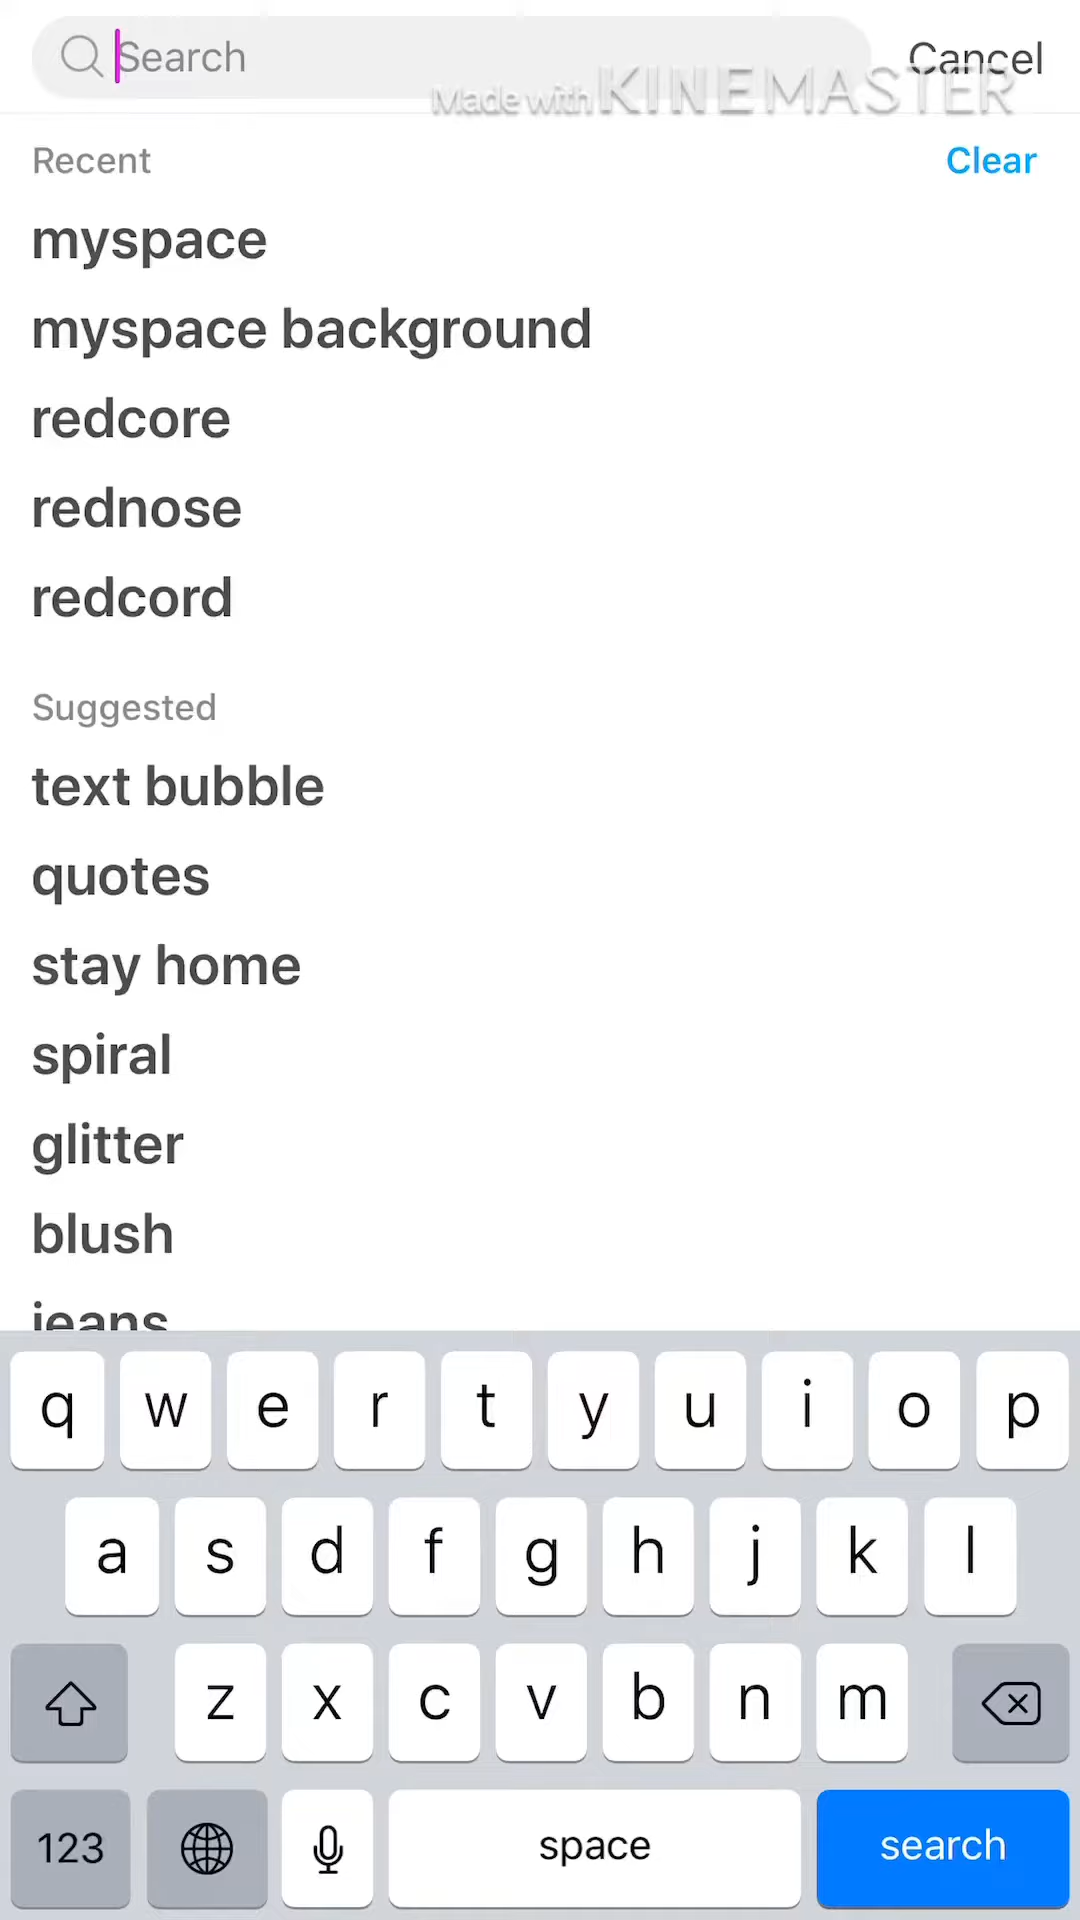 Search
Cancel
Made with KINEMASTER
Recent
Clear
myspace
myspace background
redcore
rednose
redcord
Suggested
text bubble
quotes
stay home
spiral
glitter
blush
jeans
q w e r t y u i o p
a s d f g h j k l
z x c v b n m
123
space
search